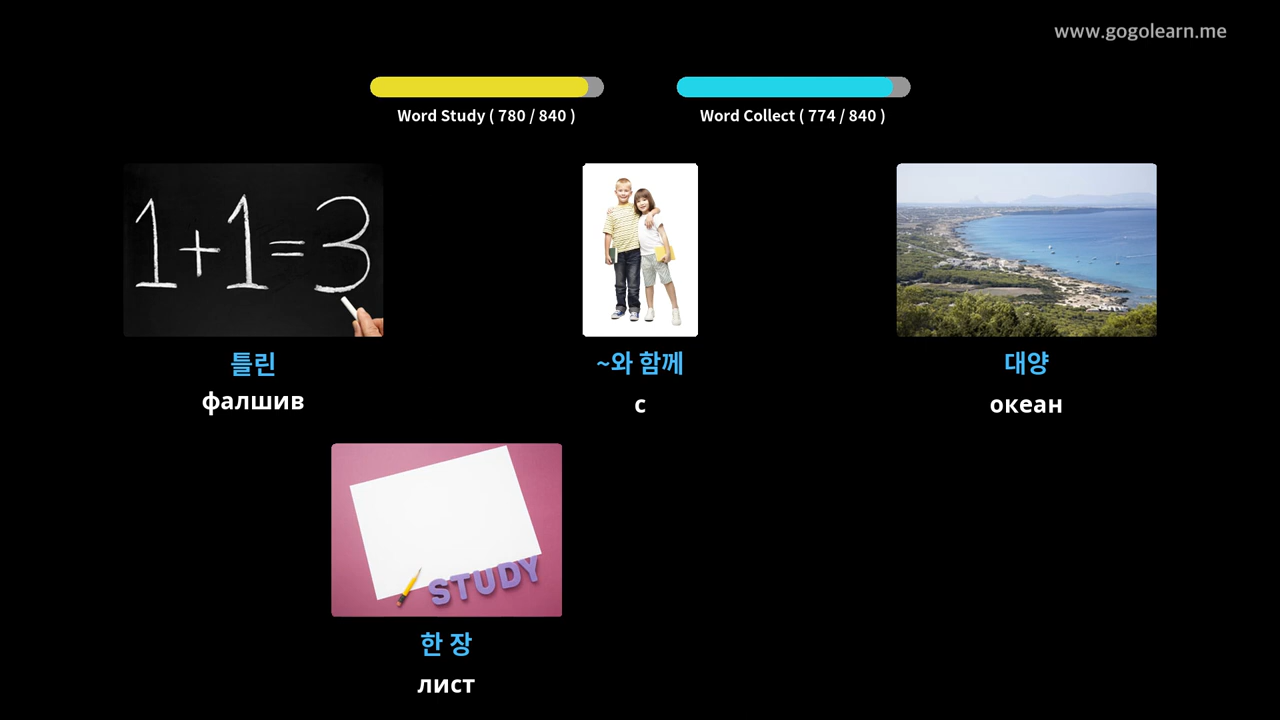 www.gogolearn.me
Word Study ( 780 / 840 )
Word Collect ( 774 / 840 )
1+1=3
틀린
фалшив
~와 함께
с
대양
океан
STUDY
한 장
лист